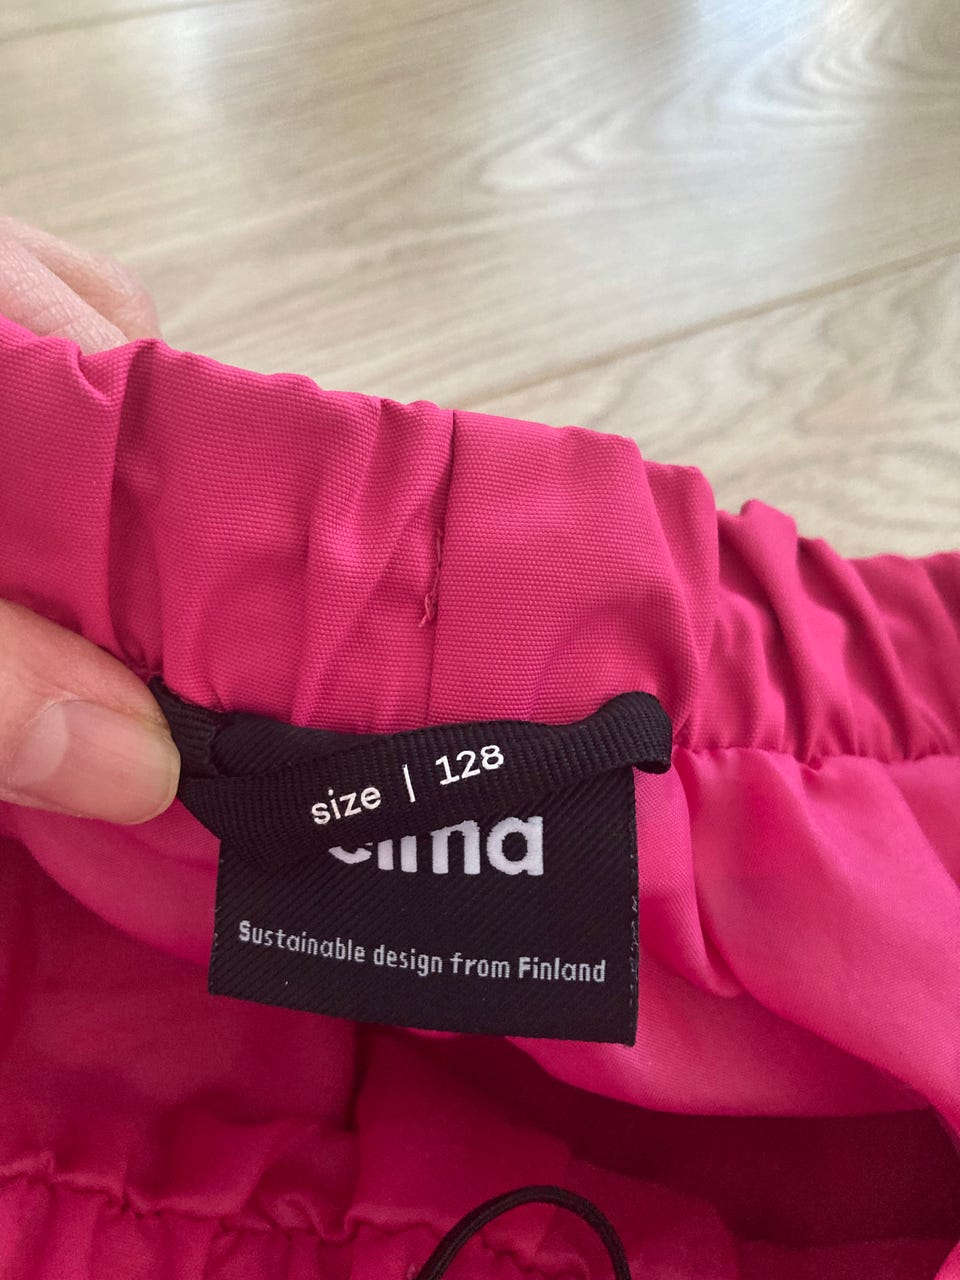 size | 128
Sustainable design from Finland